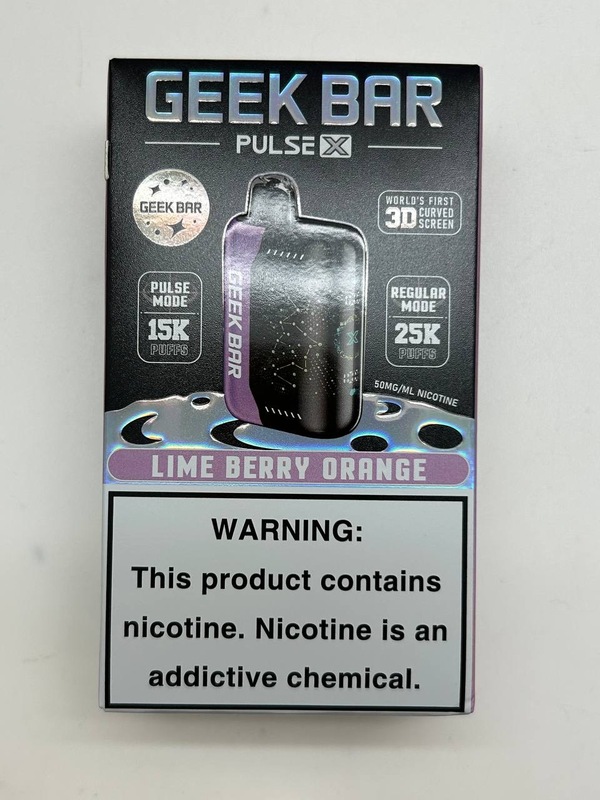 GEEK BAR
PULSE X
GEEK BAR
WORLD'S FIRST
3D CURVED
SCREEN
PULSE
MODE
15K
PUFFS
GEEK BAR
REGULAR
MODE
25K
PUFFS
50MG/ML NICOTINE
LIME BERRY ORANGE
WARNING:
This product contains
nicotine. Nicotine is an
addictive chemical.